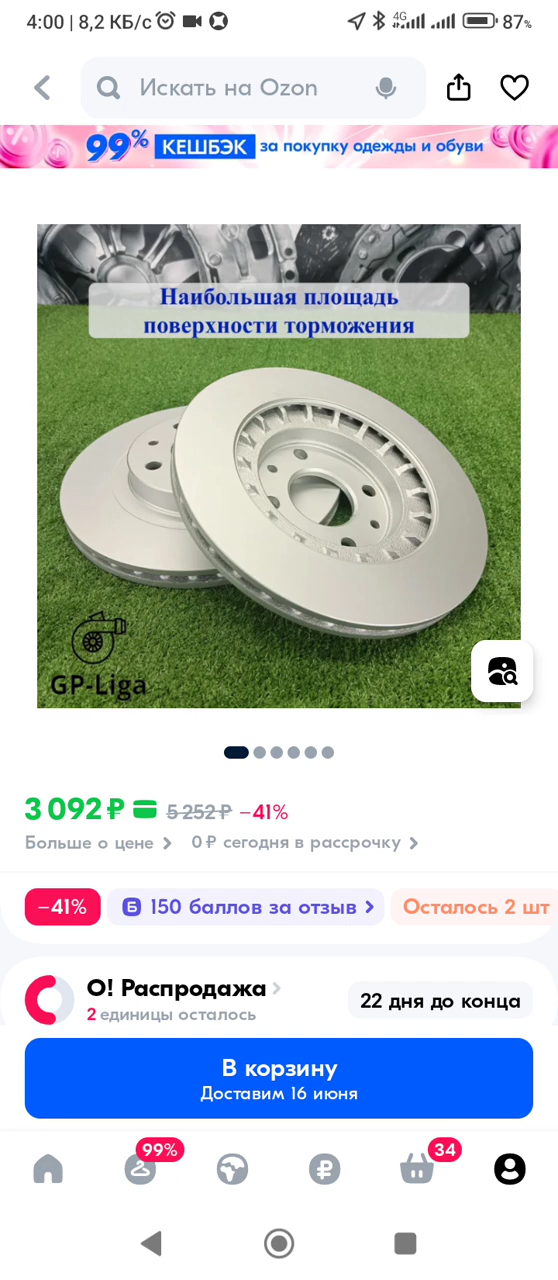 4:00 | 8,2 КБ/с
4G
87%
Искать на Ozon
99% КЕШБЭК за покупку одежды и обуви
Наибольшая площадь
поверхности торможения
GP-Liga
3 092 ₽ 5 252 ₽ −41%
Больше о цене 0 ₽ сегодня в рассрочку
−41% Б 150 баллов за отзыв Осталось 2 шт
О! Распродажа
2 единицы осталось
22 дня до конца
В корзину
Доставим 16 июня
99%
₽
34